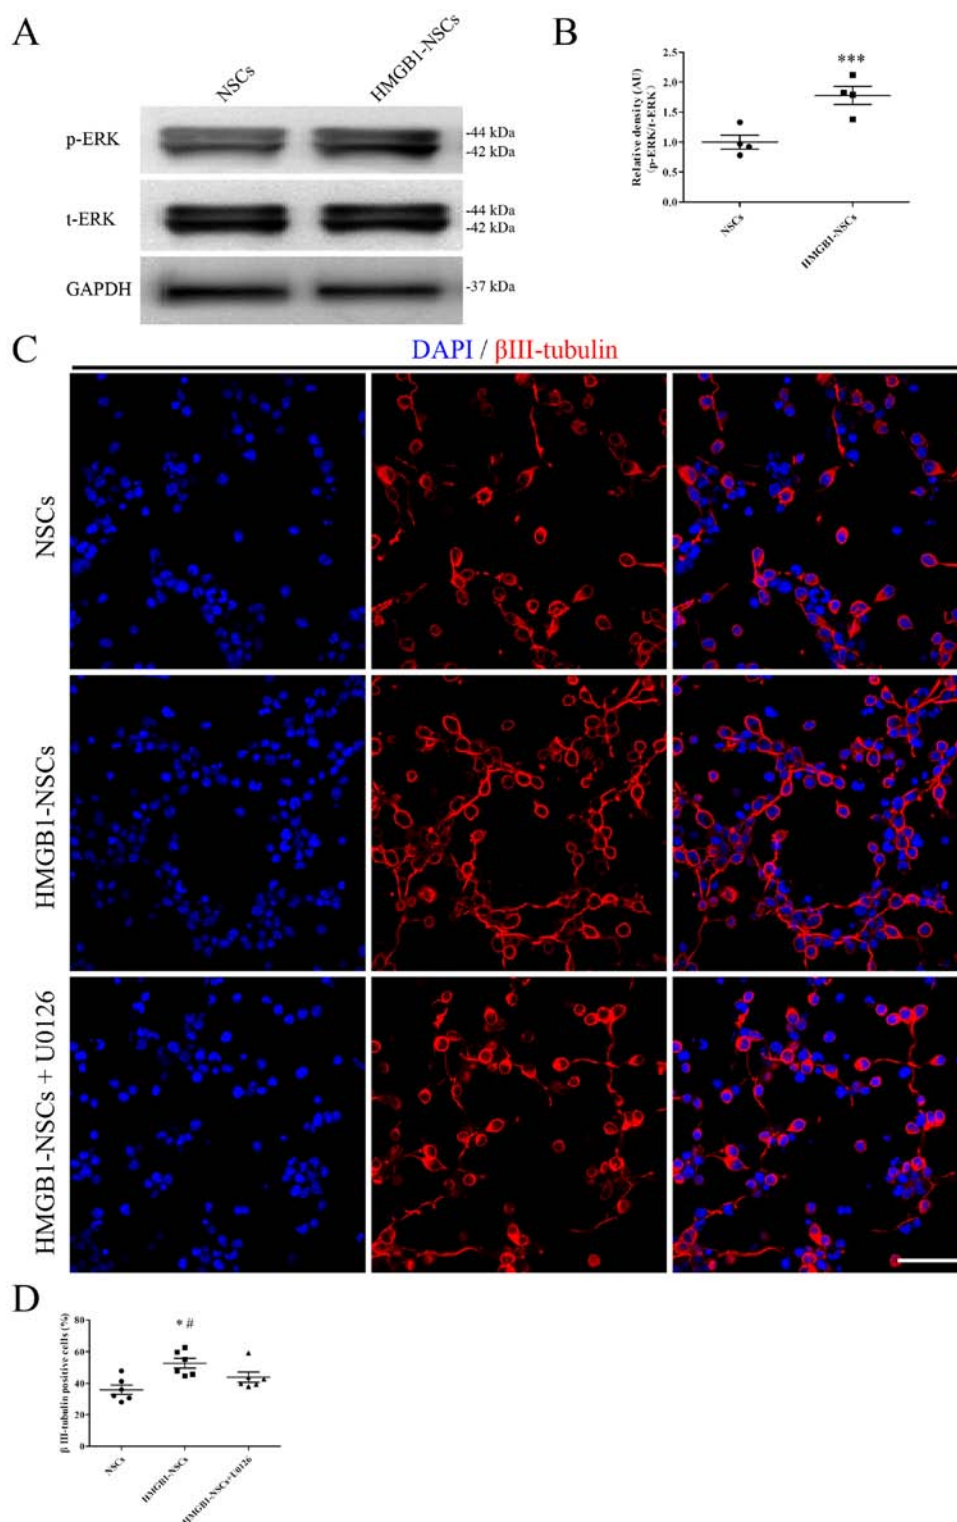 A
NSCs
HMGB1-NSCs
p-ERK
-44 kDa
-42 kDa
t-ERK
-44 kDa
-42 kDa
GAPDH
-37 kDa
B
Relative density (AU)
(p-ERK/t-ERK)
2.5
2.0
1.5
1.0
0.5
0.0
***
NSCs
HMGB1-NSCs
C
DAPI / βIII-tubulin
NSCs
HMGB1-NSCs
HMGB1-NSCs + U0126
D
β III-tubulin positive cells (%)
80
60
40
20
0
* #
NSCs
HMGB1-NSCs
HMGB1-NSCs+U0126